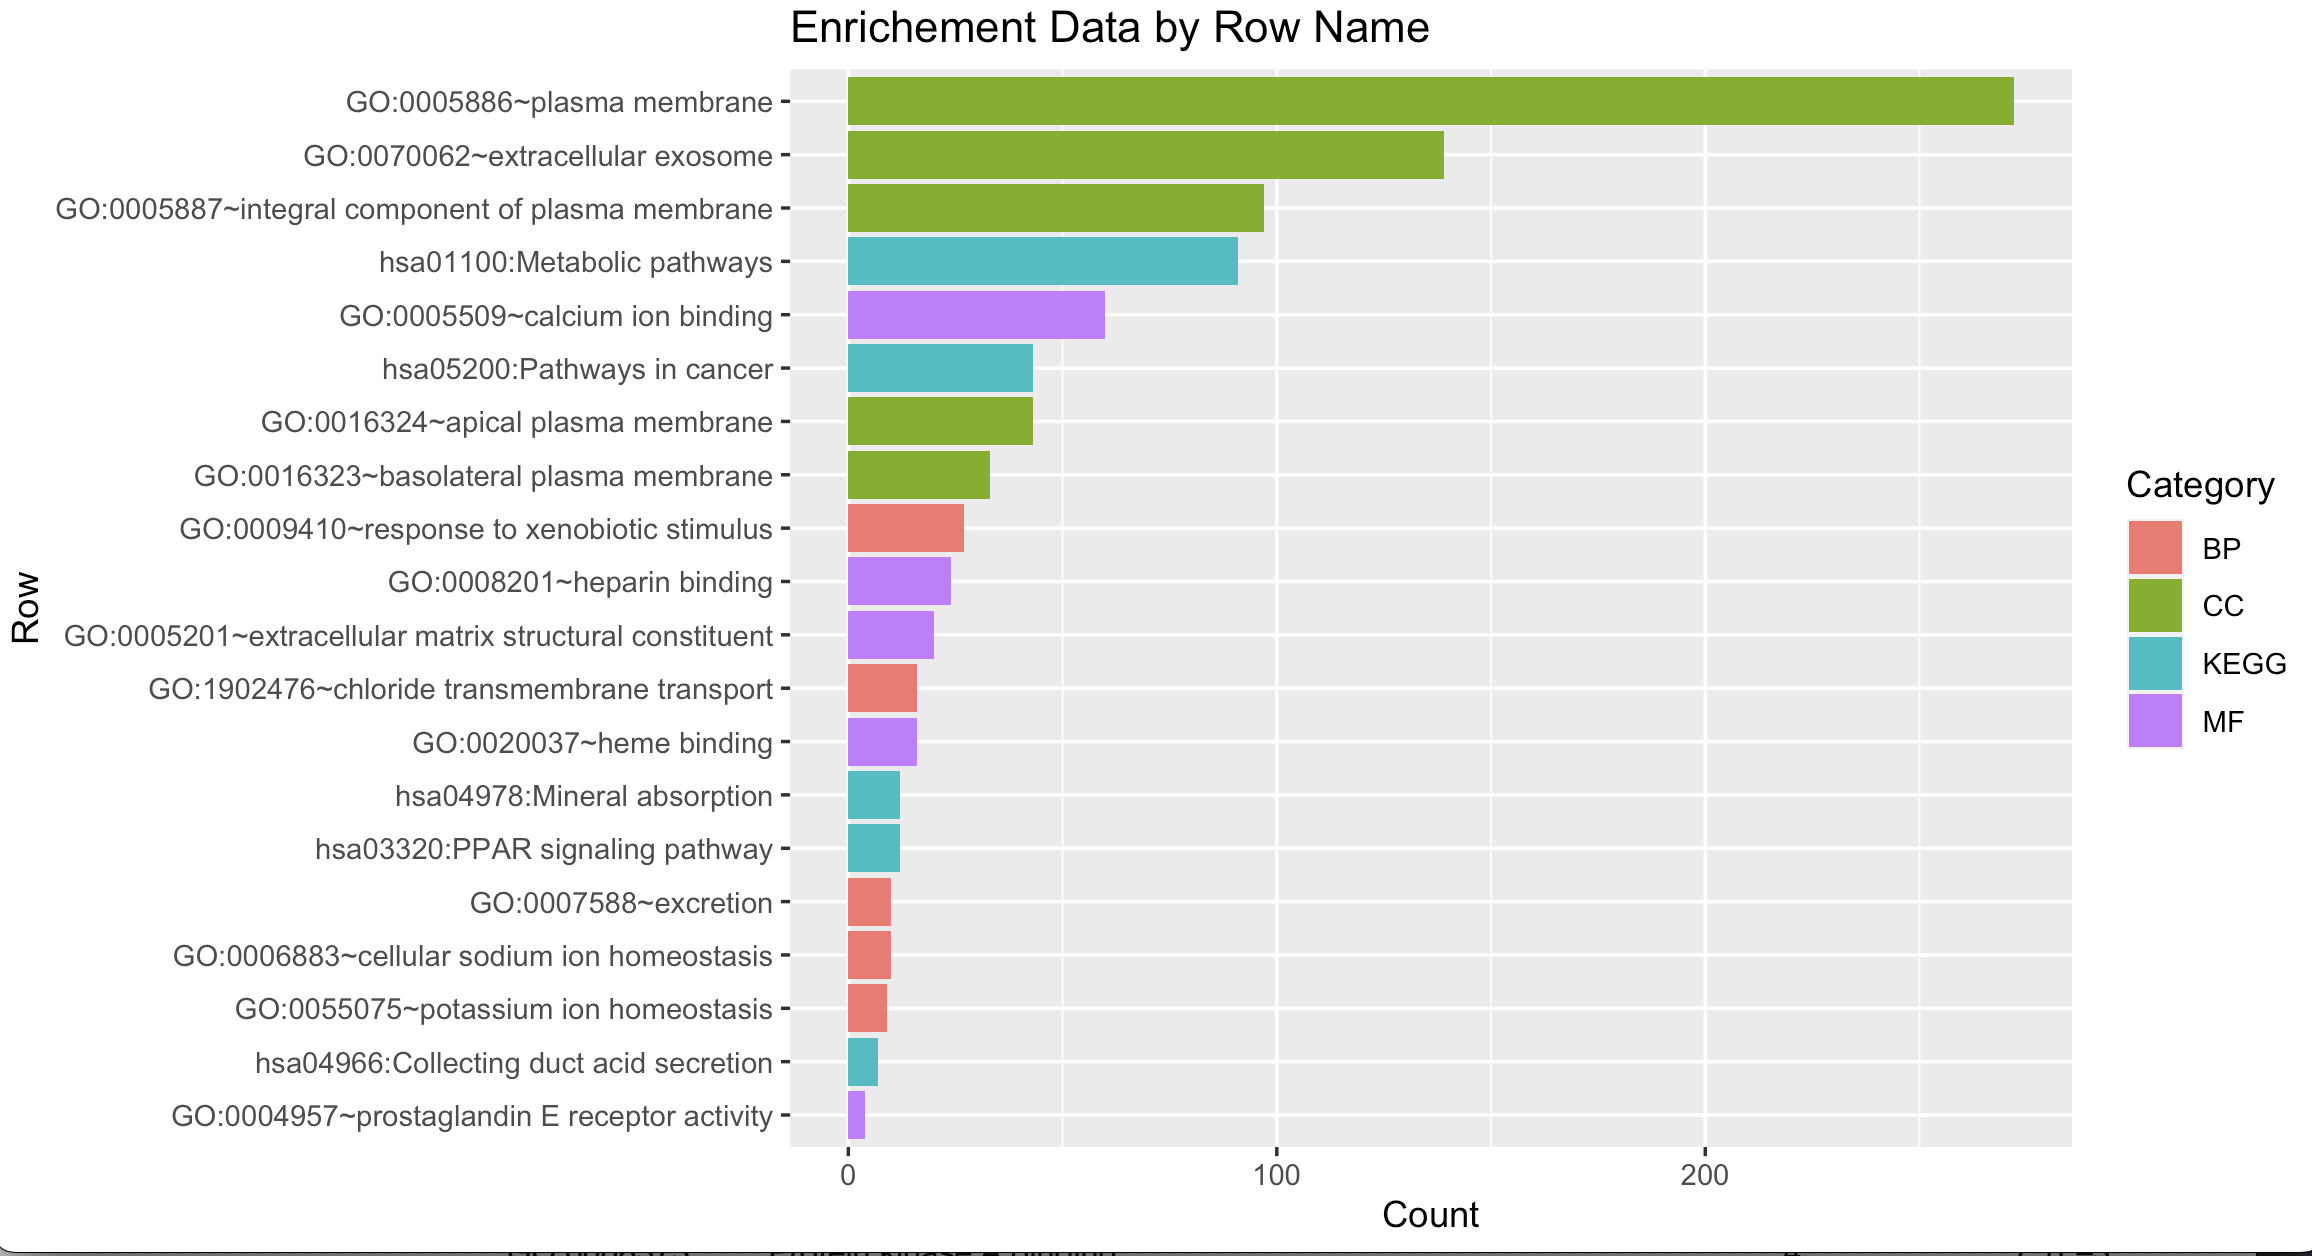 Enrichement Data by Row Name
GO:0005886~plasma membrane
GO:0070062~extracellular exosome
GO:0005887~integral component of plasma membrane
hsa01100:Metabolic pathways
GO:0005509~calcium ion binding
hsa05200:Pathways in cancer
GO:0016324~apical plasma membrane
GO:0016323~basolateral plasma membrane
GO:0009410~response to xenobiotic stimulus
GO:0008201~heparin binding
GO:0005201~extracellular matrix structural constituent
GO:1902476~chloride transmembrane transport
GO:0020037~heme binding
hsa04978:Mineral absorption
hsa03320:PPAR signaling pathway
GO:0007588~excretion
GO:0006883~cellular sodium ion homeostasis
GO:0055075~potassium ion homeostasis
hsa04966:Collecting duct acid secretion
GO:0004957~prostaglandin E receptor activity
Row
0 100 200
Count
Category
BP
CC
KEGG
MF